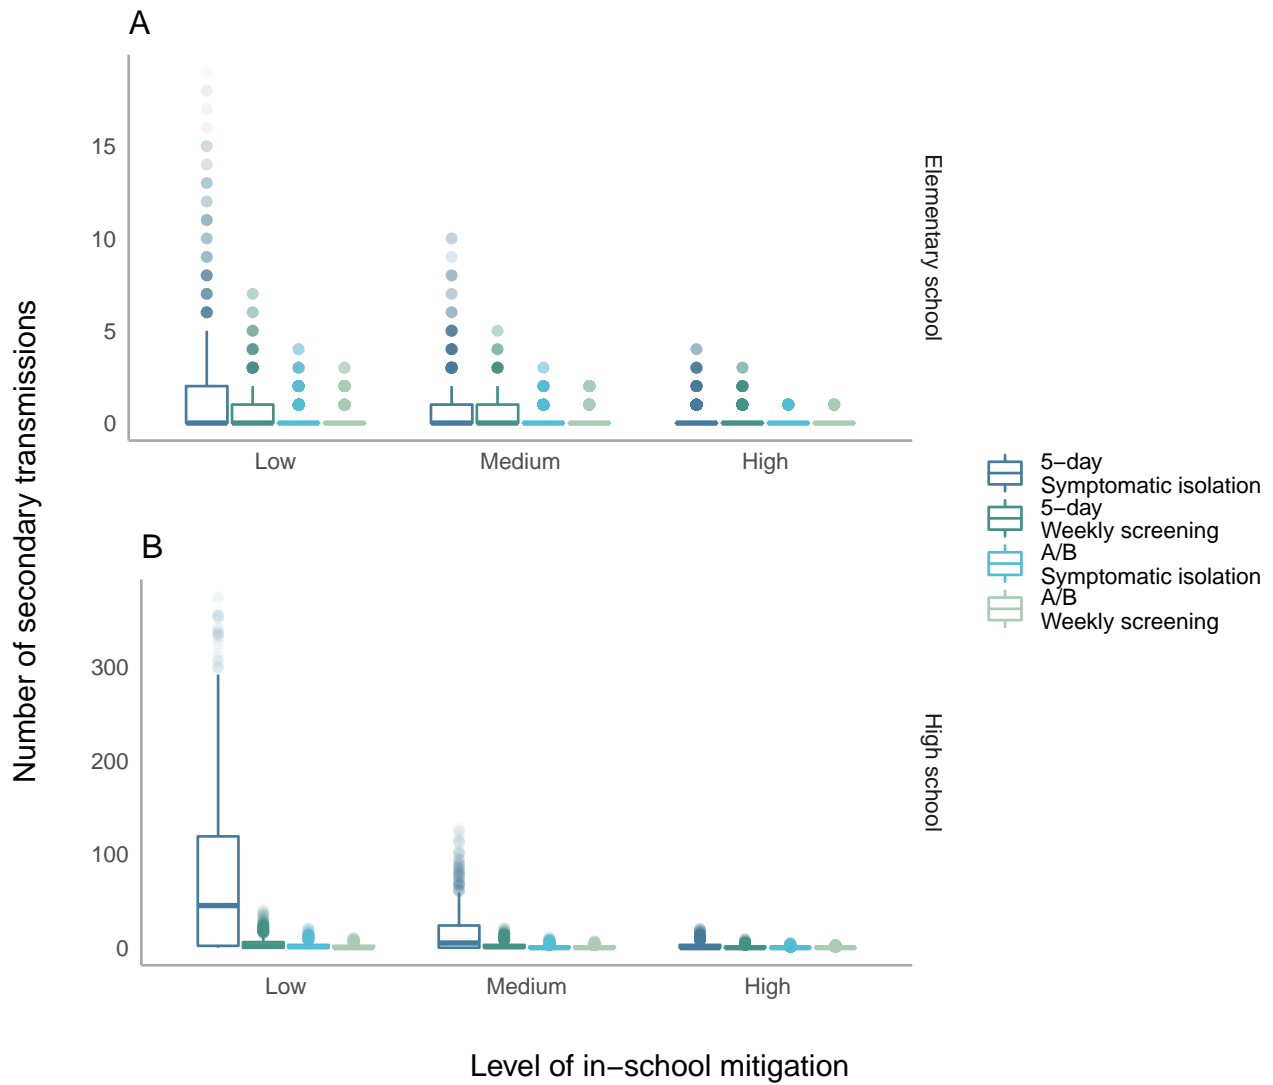 A
15
10
5
0
Low
Medium
High
Elementary school
Number of secondary transmissions
5−day
Symptomatic isolation
5−day
Weekly screening
A/B
Symptomatic isolation
A/B
Weekly screening
B
300
200
100
0
Low
Medium
High
High school
Level of in−school mitigation